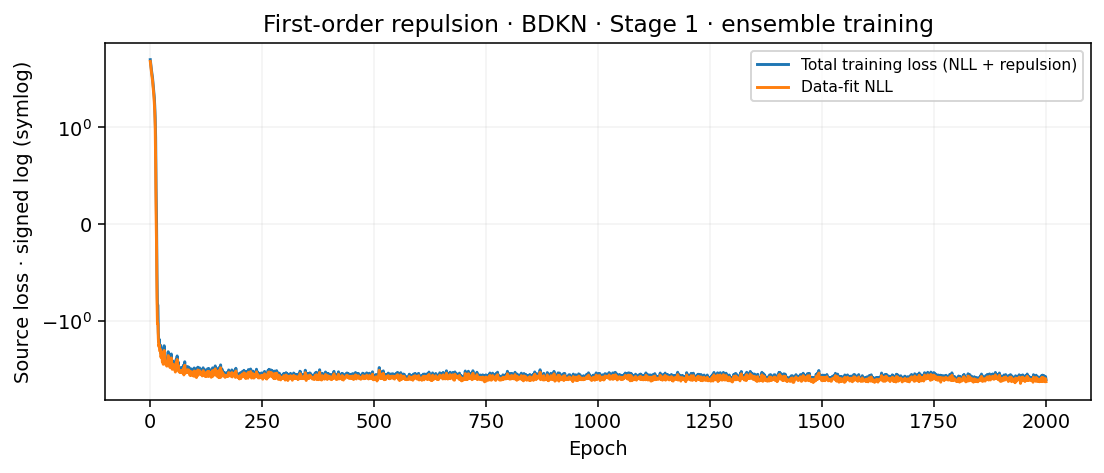 First-order repulsion · BDKN · Stage 1 · ensemble training
Total training loss (NLL + repulsion)
Data-fit NLL
Source loss · signed log (symlog)
10⁰
0
−10⁰
0 250 500 750 1000 1250 1500 1750 2000
Epoch